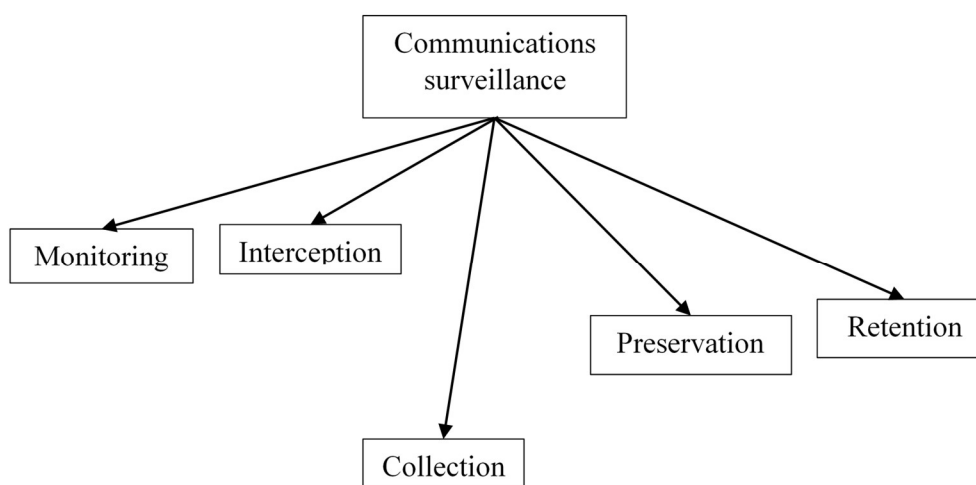 Communications
surveillance
Monitoring
Interception
Collection
Preservation
Retention